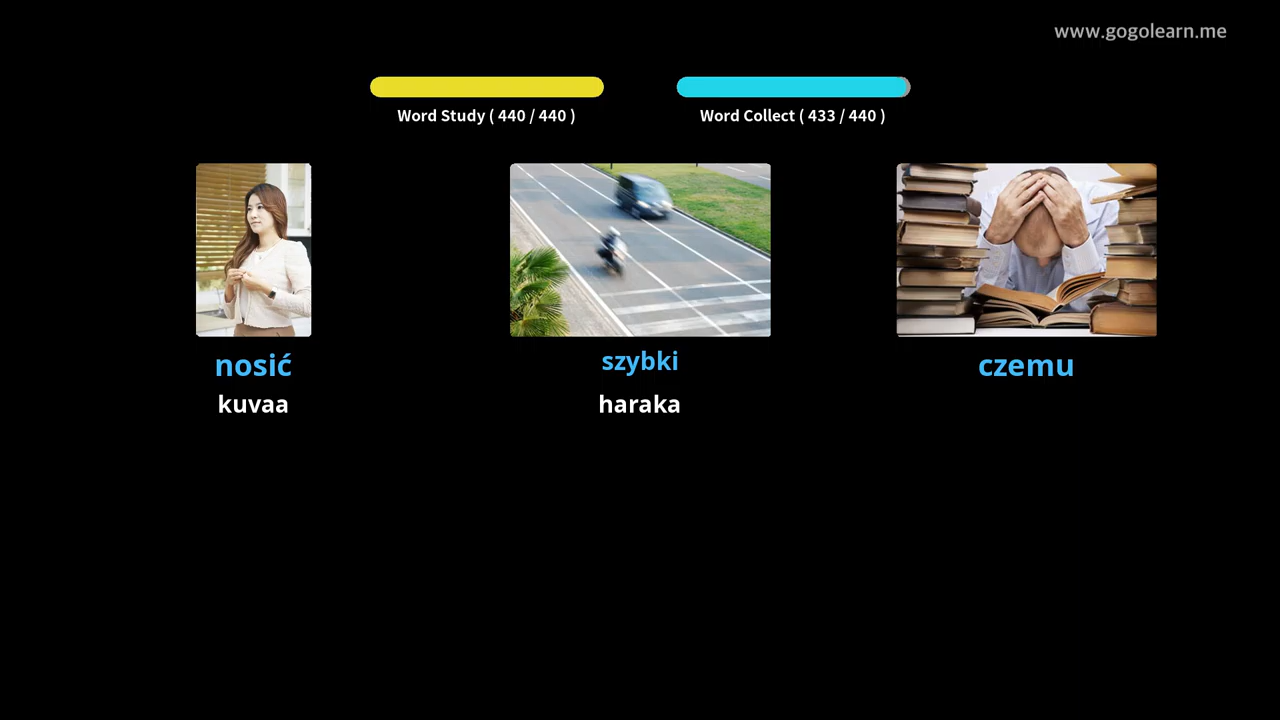 www.gogolearn.me
Word Study ( 440 / 440 )
Word Collect ( 433 / 440 )
nosić
szybki
czemu
kuvaa
haraka